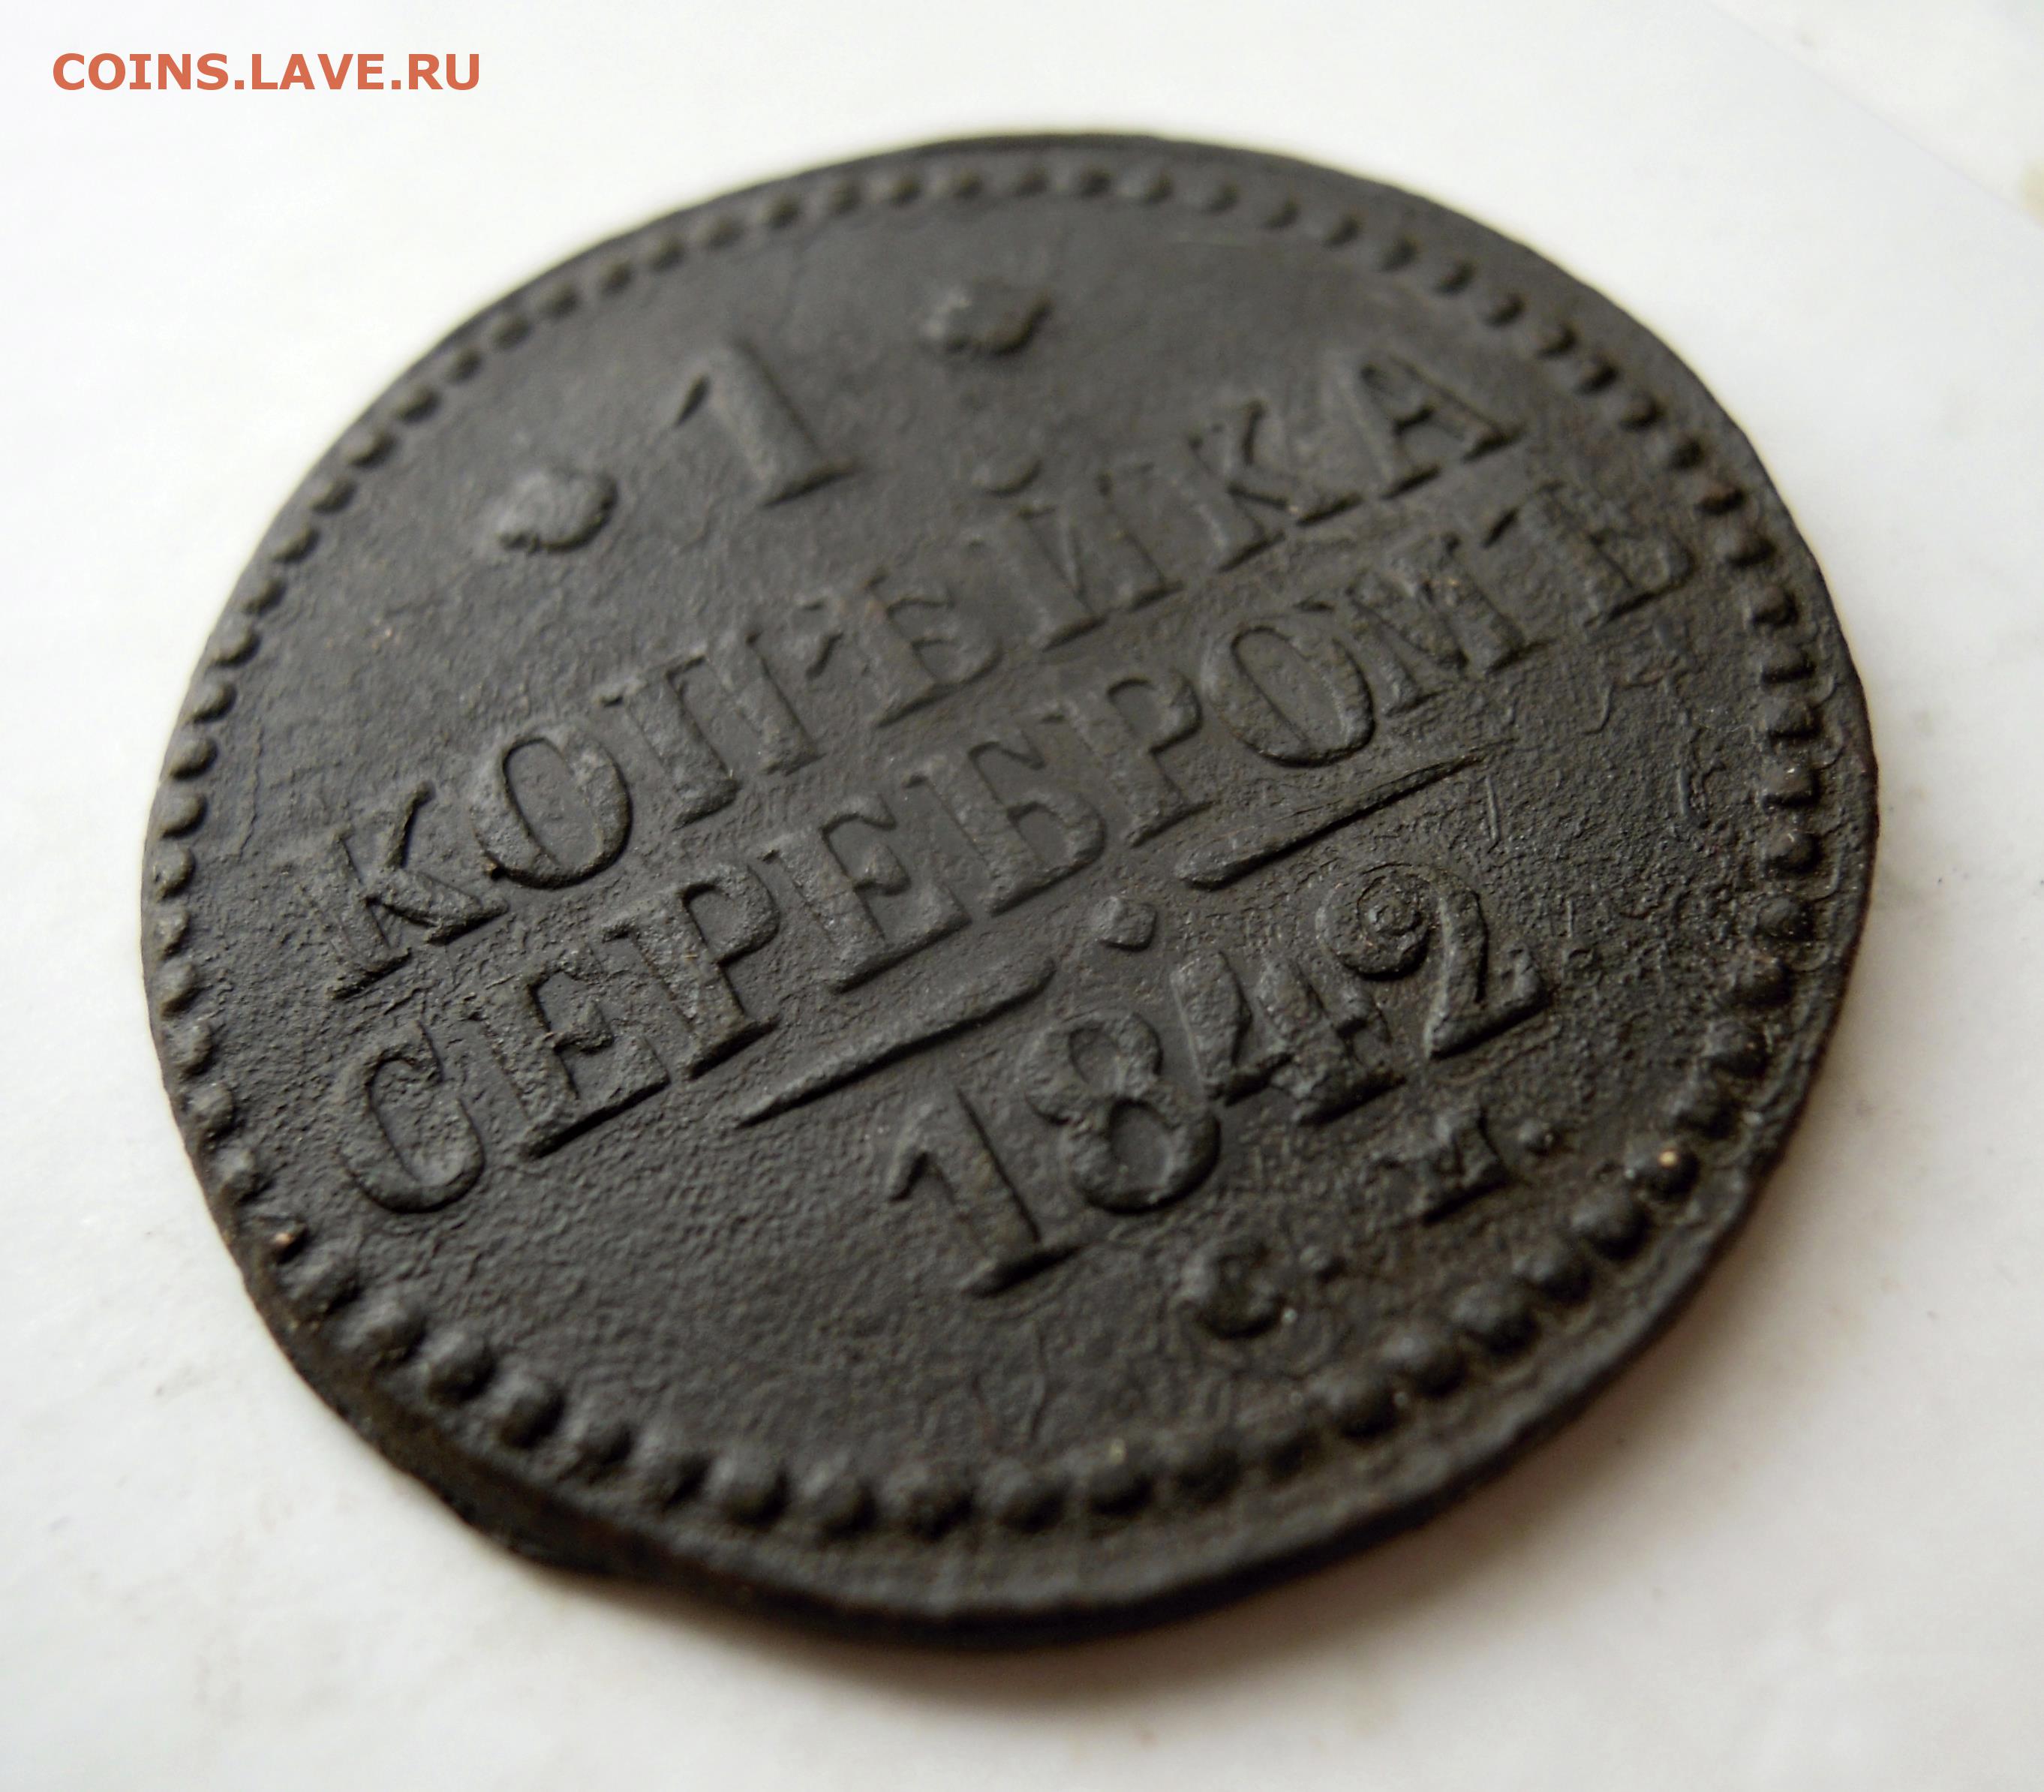 COINS.LAVE.RU
. 1 .
КОПѢЙКА
СЕРЕБРОМЪ
1842
С.М.